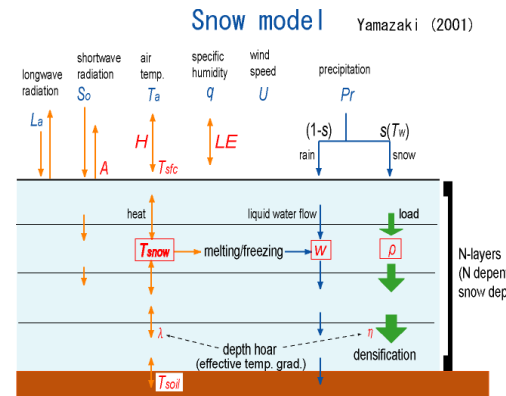 Snow model Yamazaki (2001)
longwave radiation
shortwave radiation
air temp.
specific humidity
wind speed
precipitation
La
So
Ta
q
U
Pr
(1-s)
s(Tw)
H
LE
rain
snow
A
Tsfc
heat
liquid water flow
load
Tsnow
melting/freezing
w
ρ
N-layers
(N depen
snow dep
λ
depth hoar
(effective temp. grad.)
η
densification
Tsoil